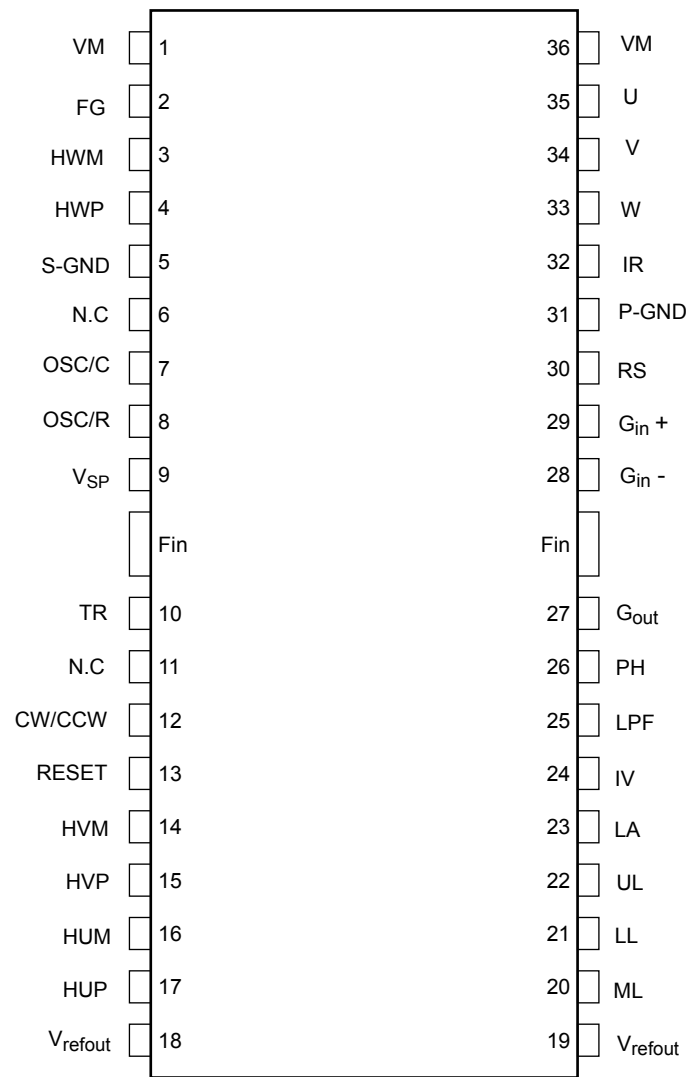 VM 1 36 VM
FG 2 35 U
HWM 3 34 V
HWP 4 33 W
S-GND 5 32 IR
N.C 6 31 P-GND
OSC/C 7 30 RS
OSC/R 8 29 Gin +
VSP 9 28 Gin -
Fin Fin
TR 10 27 Gout
N.C 11 26 PH
CW/CCW 12 25 LPF
RESET 13 24 IV
HVM 14 23 LA
HVP 15 22 UL
HUM 16 21 LL
HUP 17 20 ML
Vrefout 18 19 Vrefout